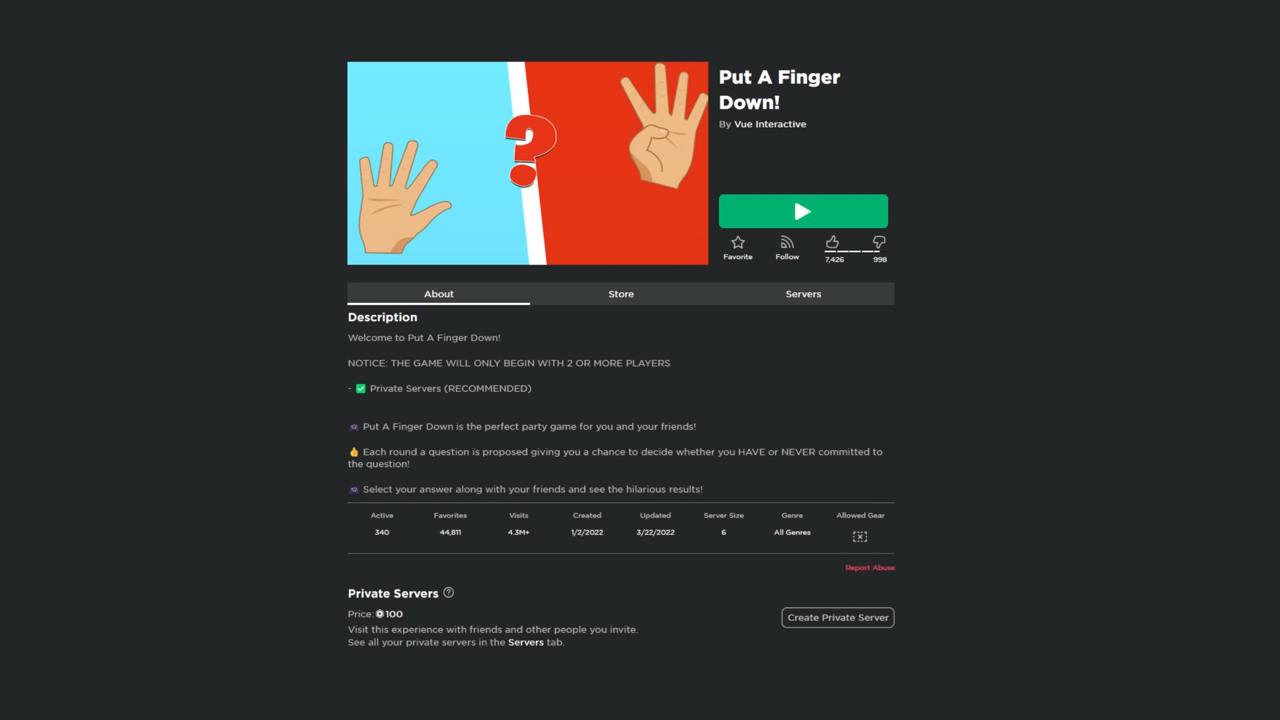 ?
Put A Finger
Down!
By Vue Interactive
Favorite
Follow
7,426
998
About
Store
Servers
Description
Welcome to Put A Finger Down!
NOTICE: THE GAME WILL ONLY BEGIN WITH 2 OR MORE PLAYERS
- ✅ Private Servers (RECOMMENDED)
👾 Put A Finger Down is the perfect party game for you and your friends!
👍 Each round a question is proposed giving you a chance to decide whether you HAVE or NEVER committed to
the question!
👾 Select your answer along with your friends and see the hilarious results!
Active Favorites Visits Created Updated Server Size Genre Allowed Gear
340 44,811 4.3M+ 1/2/2022 3/22/2022 6 All Genres
Report Abuse
Private Servers
Price: 100
Create Private Server
Visit this experience with friends and other people you invite.
See all your private servers in the Servers tab.